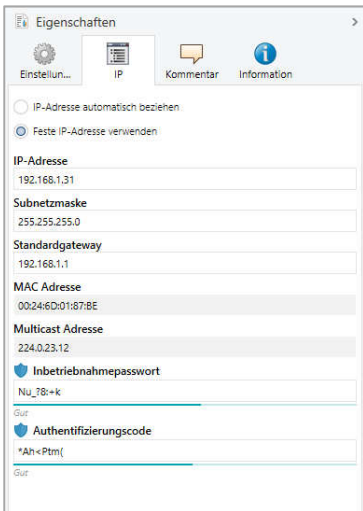 Eigenschaften
Einstellun...
IP
Kommentar
Information
IP-Adresse automatisch beziehen
Feste IP-Adresse verwenden
IP-Adresse
192.168.1.31
Subnetzmaske
255.255.255.0
Standardgateway
192.168.1.1
MAC Adresse
00:24:6D:01:87:BE
Multicast Adresse
224.0.23.12
Inbetriebnahmepasswort
Nu_?8:+k
Gut
Authentifizierungscode
*Ah<Ptm(
Gut